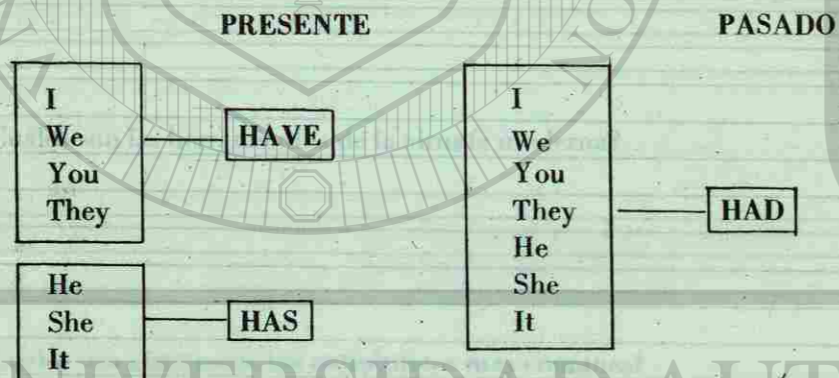 PRESENTE
I
We
You
They
HAVE
He
She
It
HAS
PASADO
I
We
You
They
He
She
It
HAD